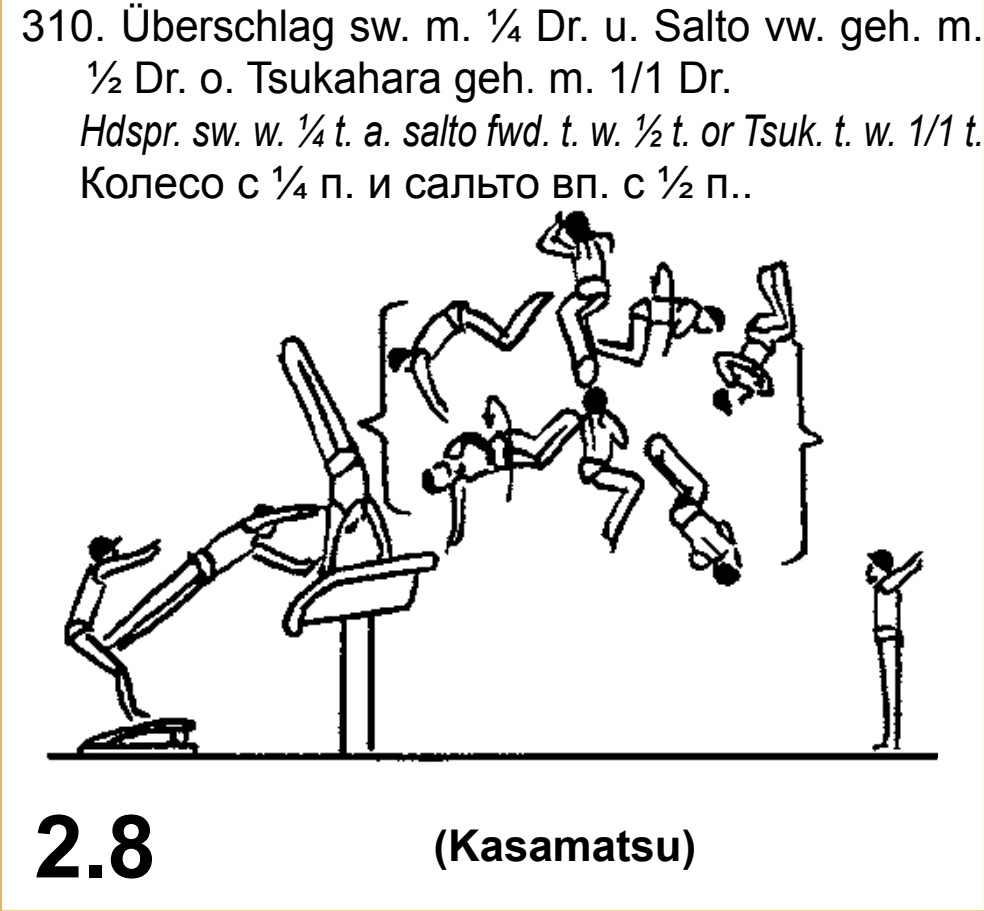 310. Überschlag sw. m. ¼ Dr. u. Salto vw. geh. m.
½ Dr. o. Tsukahara geh. m. 1/1 Dr.
Hdspr. sw. w. ¼ t. a. salto fwd. t. w. ½ t. or Tsuk. t. w. 1/1 t.
Колесо с ¼ п. и сальто вп. с ½ п..
2.8
(Kasamatsu)